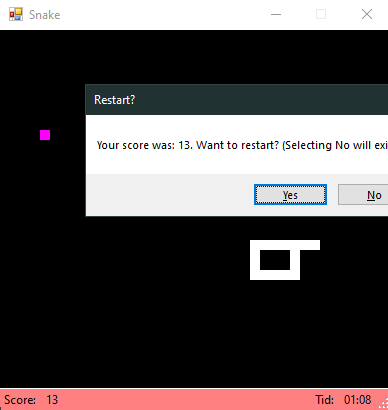 Snake
Restart?
Your score was: 13. Want to restart? (Selecting No will exi
Yes No
Score: 13 Tid: 01:08